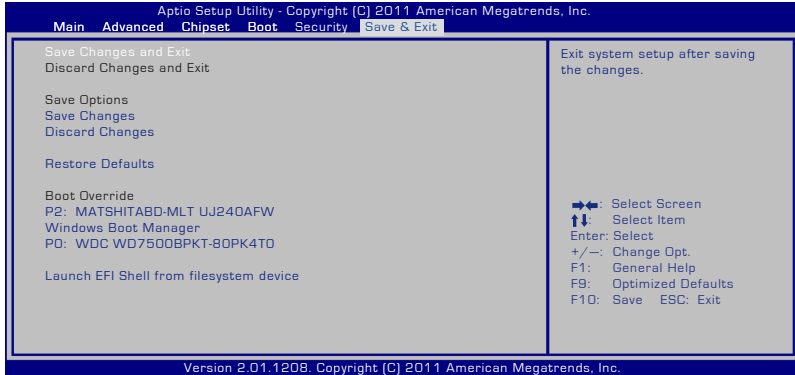 Aptio Setup Utility - Copyright (C) 2011 American Megatrends, Inc.
Main Advanced Chipset Boot Security Save & Exit
Save Changes and Exit
Discard Changes and Exit
Save Options
Save Changes
Discard Changes
Restore Defaults
Boot Override
P2: MATSHITABD-MLT UJ240AFW
Windows Boot Manager
P0: WDC WD7500BPKT-80PK4T0
Launch EFI Shell from filesystem device
Exit system setup after saving
the changes.
→←: Select Screen
↑↓: Select Item
Enter: Select
+/—: Change Opt.
F1: General Help
F9: Optimized Defaults
F10: Save ESC: Exit
Version 2.01.1208. Copyright (C) 2011 American Megatrends, Inc.